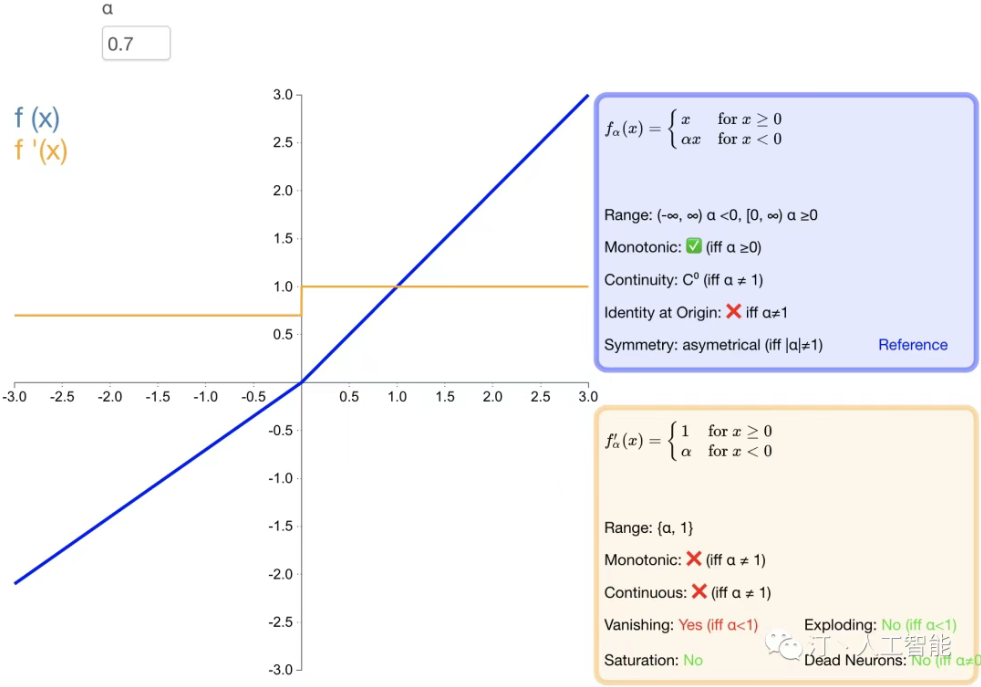 α
0.7
f (x)
f '(x)
3.0
2.5
2.0
1.5
1.0
0.5
-3.0 -2.5 -2.0 -1.5 -1.0 -0.5 0.5 1.0 1.5 2.0 2.5 3.0
-0.5
-1.0
-1.5
-2.0
-2.5
-3.0
fα(x) = { x for x ≥ 0
αx for x < 0
Range: (-∞, ∞) α <0, [0, ∞) α ≥0
Monotonic: ✅ (iff α ≥0)
Continuity: C⁰ (iff α ≠ 1)
Identity at Origin: ❌ iff α≠1
Symmetry: asymetrical (iff |α|≠1) Reference
f′α(x) = { 1 for x ≥ 0
α for x < 0
Range: {α, 1}
Monotonic: ❌ (iff α ≠ 1)
Continuous: ❌ (iff α ≠ 1)
Vanishing: Yes (iff α<1) Exploding: No (iff α<1)
汀丶人工智能
Saturation: No Dead Neurons: No (iff α≠0